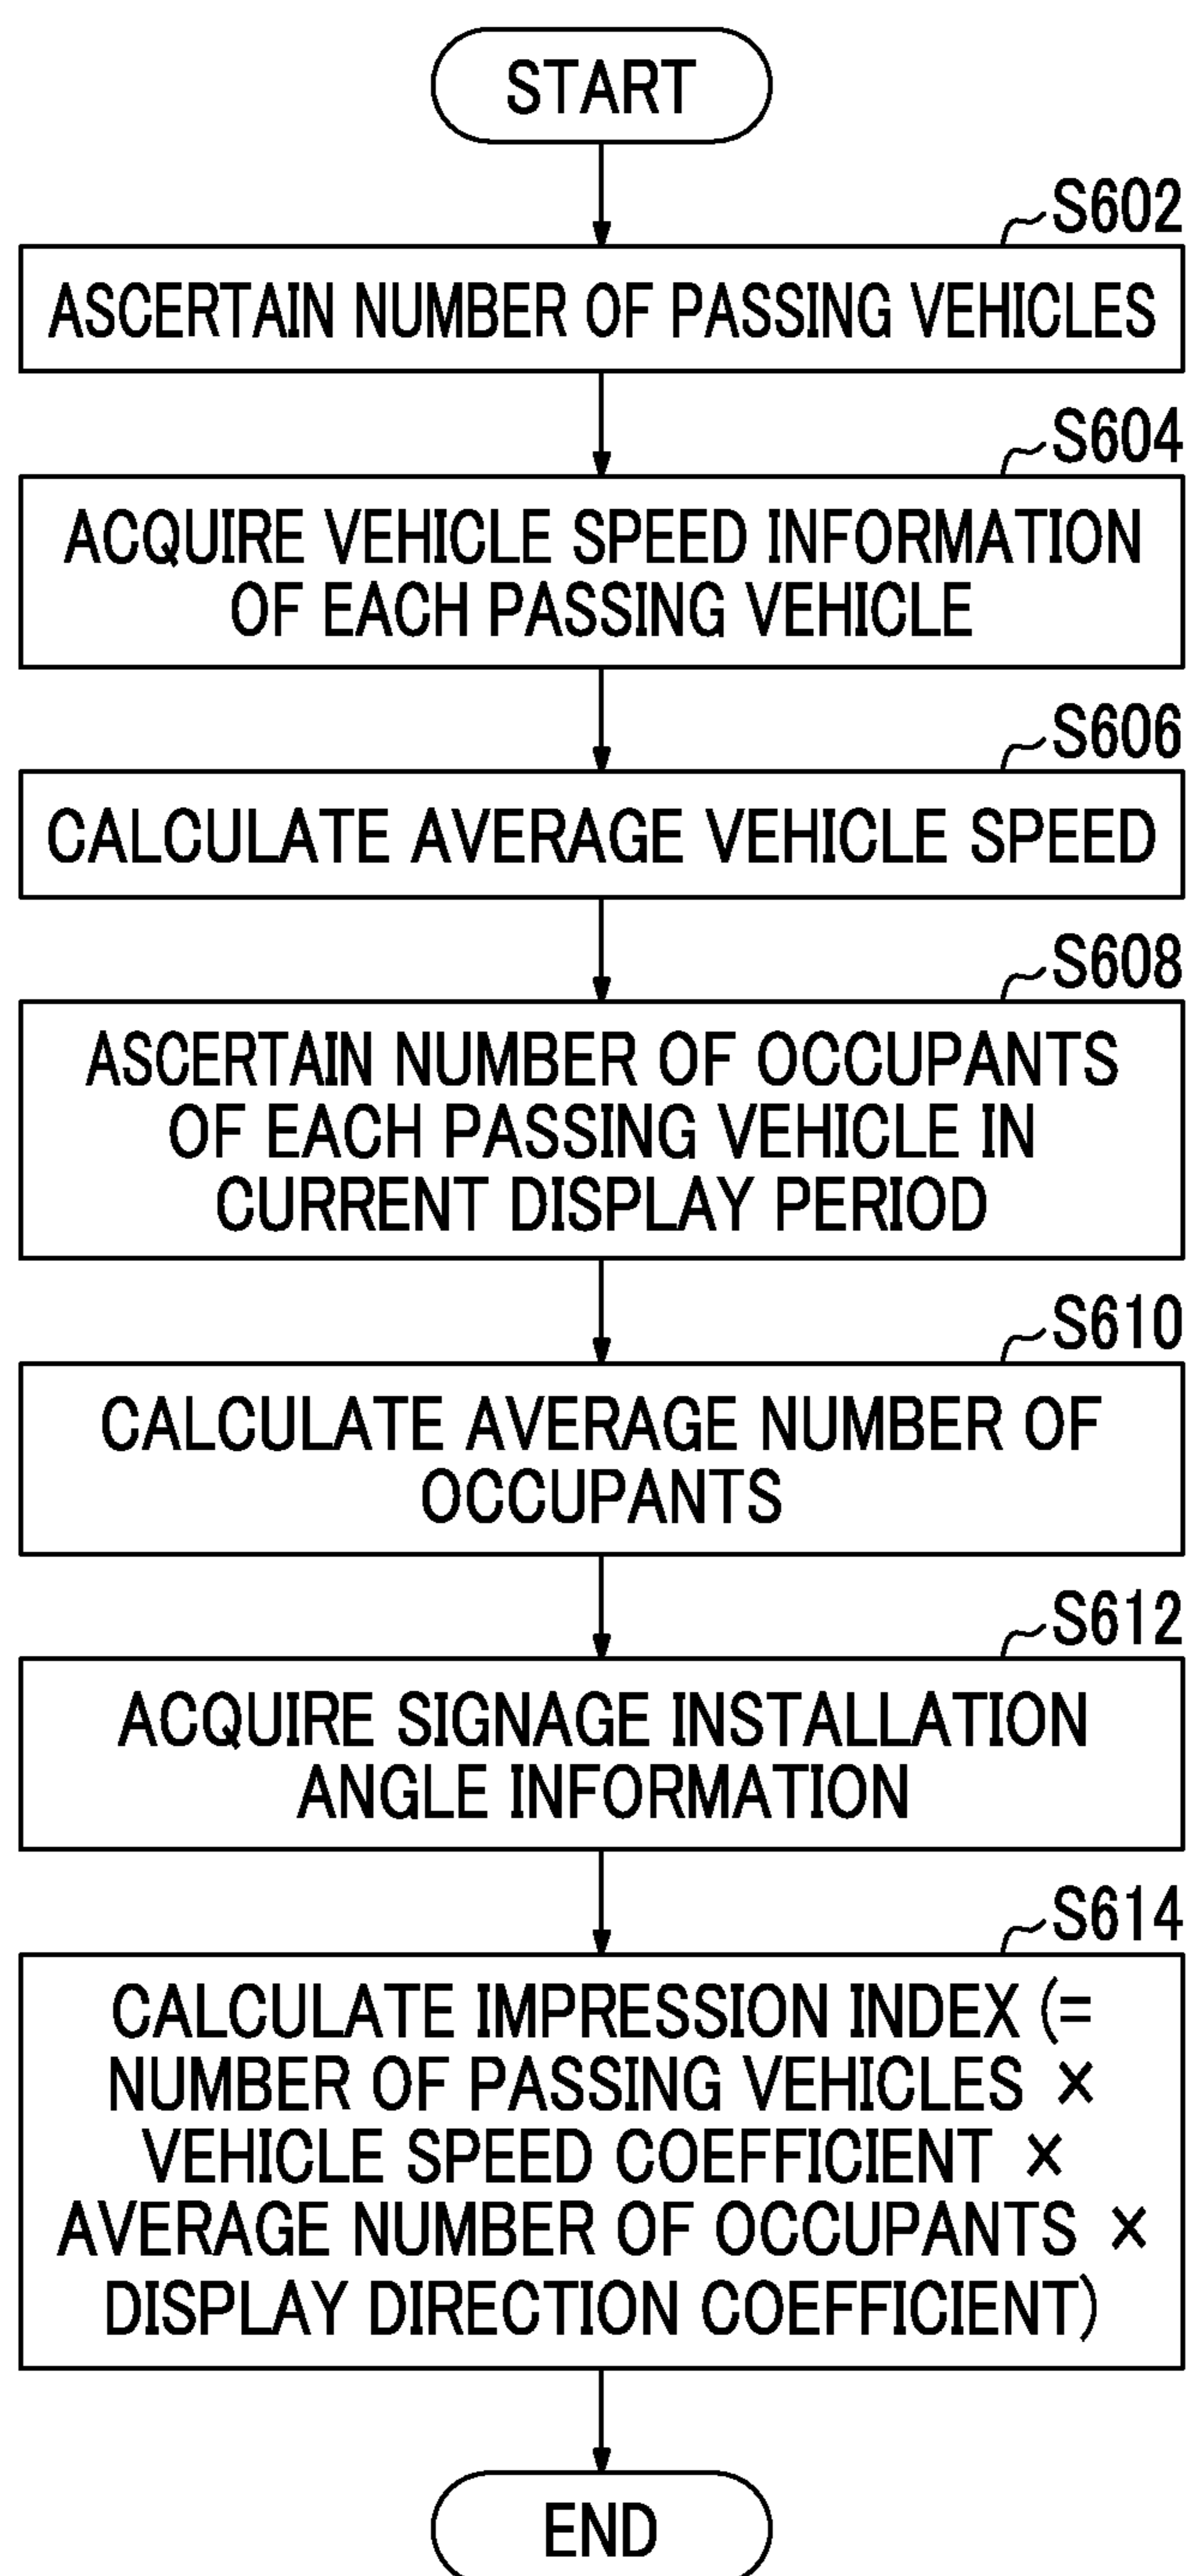 START
S602
ASCERTAIN NUMBER OF PASSING VEHICLES
S604
ACQUIRE VEHICLE SPEED INFORMATION
OF EACH PASSING VEHICLE
S606
CALCULATE AVERAGE VEHICLE SPEED
S608
ASCERTAIN NUMBER OF OCCUPANTS
OF EACH PASSING VEHICLE IN
CURRENT DISPLAY PERIOD
S610
CALCULATE AVERAGE NUMBER OF
OCCUPANTS
S612
ACQUIRE SIGNAGE INSTALLATION
ANGLE INFORMATION
S614
CALCULATE IMPRESSION INDEX (=
NUMBER OF PASSING VEHICLES ×
VEHICLE SPEED COEFFICIENT ×
AVERAGE NUMBER OF OCCUPANTS ×
DISPLAY DIRECTION COEFFICIENT)
END